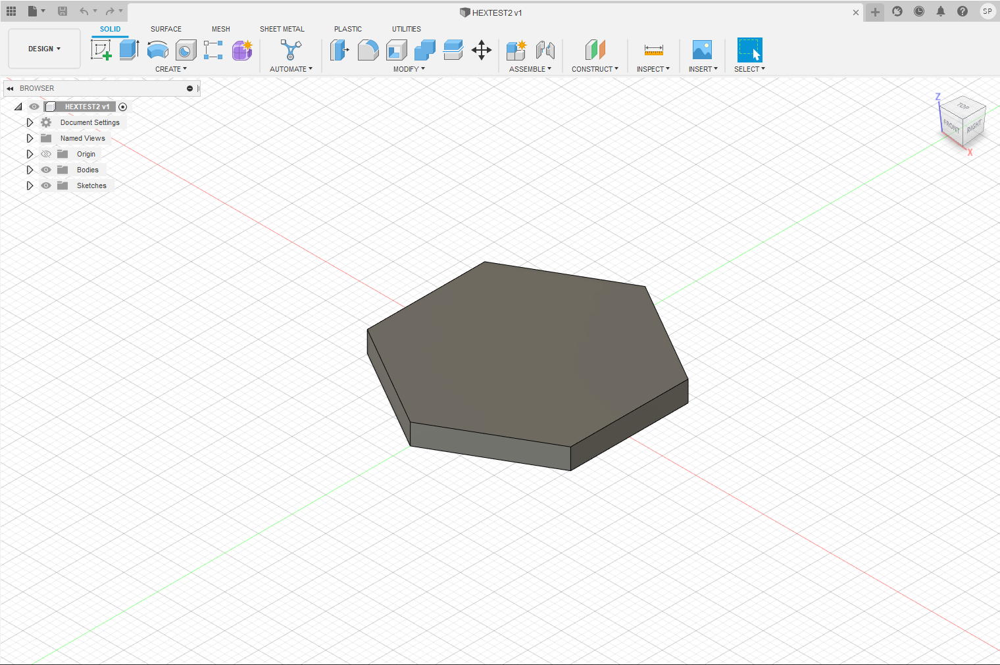 HEXTEST2 v1
SP
SOLID SURFACE MESH SHEET METAL PLASTIC UTILITIES
DESIGN
CREATE AUTOMATE MODIFY ASSEMBLE CONSTRUCT INSPECT INSERT SELECT
BROWSER
HEXTEST2 v1
Document Settings
Named Views
Origin
Bodies
Sketches
Z
TOP
FRONT RIGHT
X